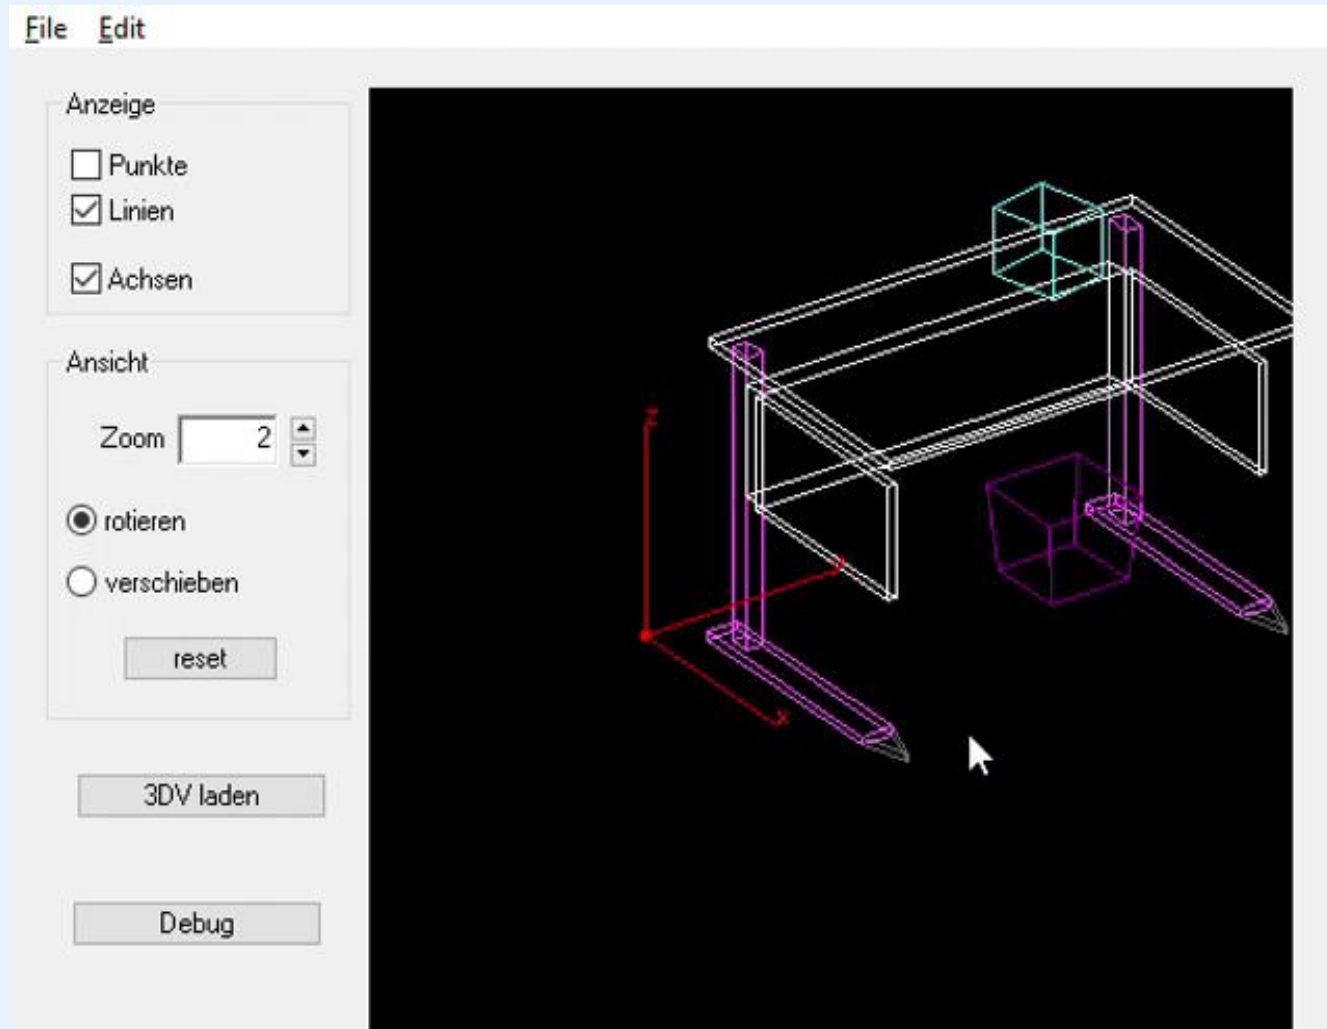 File Edit
Anzeige
Punkte
Linien
Achsen
Ansicht
Zoom 2
rotieren
verschieben
reset
3DV laden
Debug
z
y
x